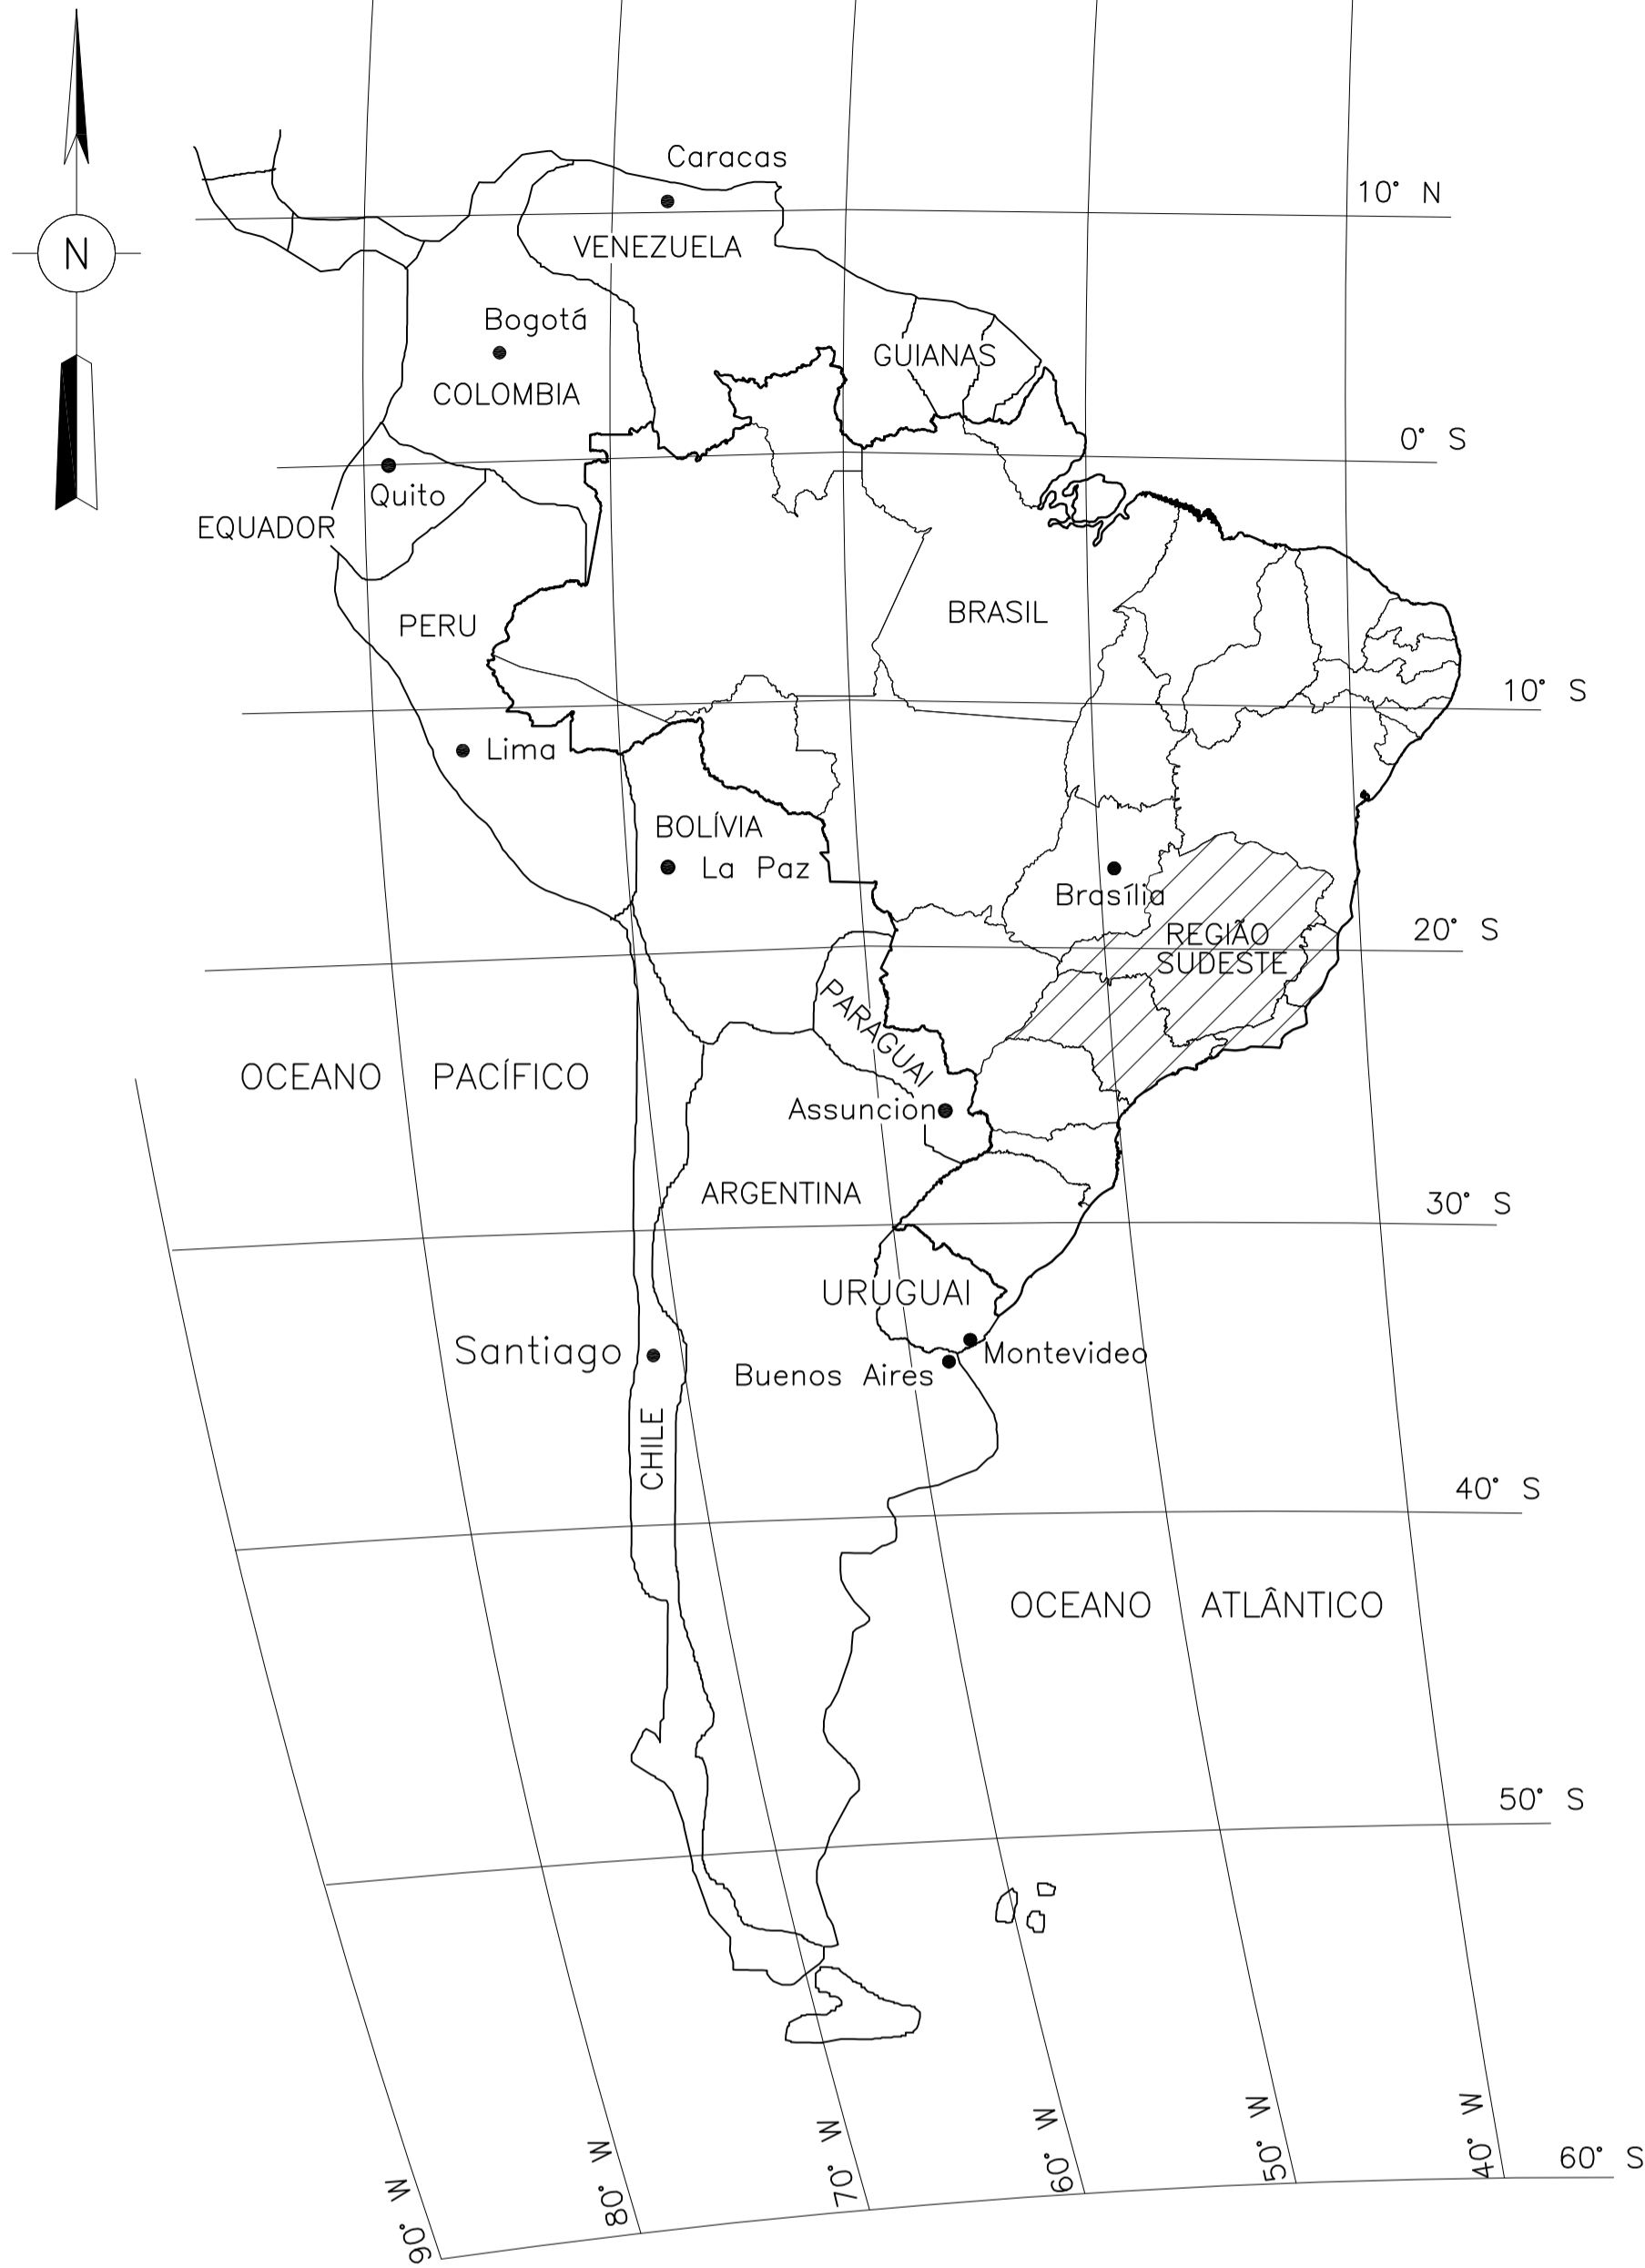 Caracas
10° N
N
VENEZUELA
Bogotá
GUIANAS
COLOMBIA
0° S
Quito
EQUADOR
BRASIL
PERU
10° S
Lima
BOLÍVIA
La Paz
Brasília
20° S
REGIÃO
SUDESTE
PARAGUAI
OCEANO PACÍFICO
Assuncion
ARGENTINA
30° S
URUGUAI
Santiago
Montevideo
Buenos Aires
CHILE
40° S
OCEANO ATLÂNTICO
50° S
90° W
80° W
70° W
60° W
50° W
40° W
60° S